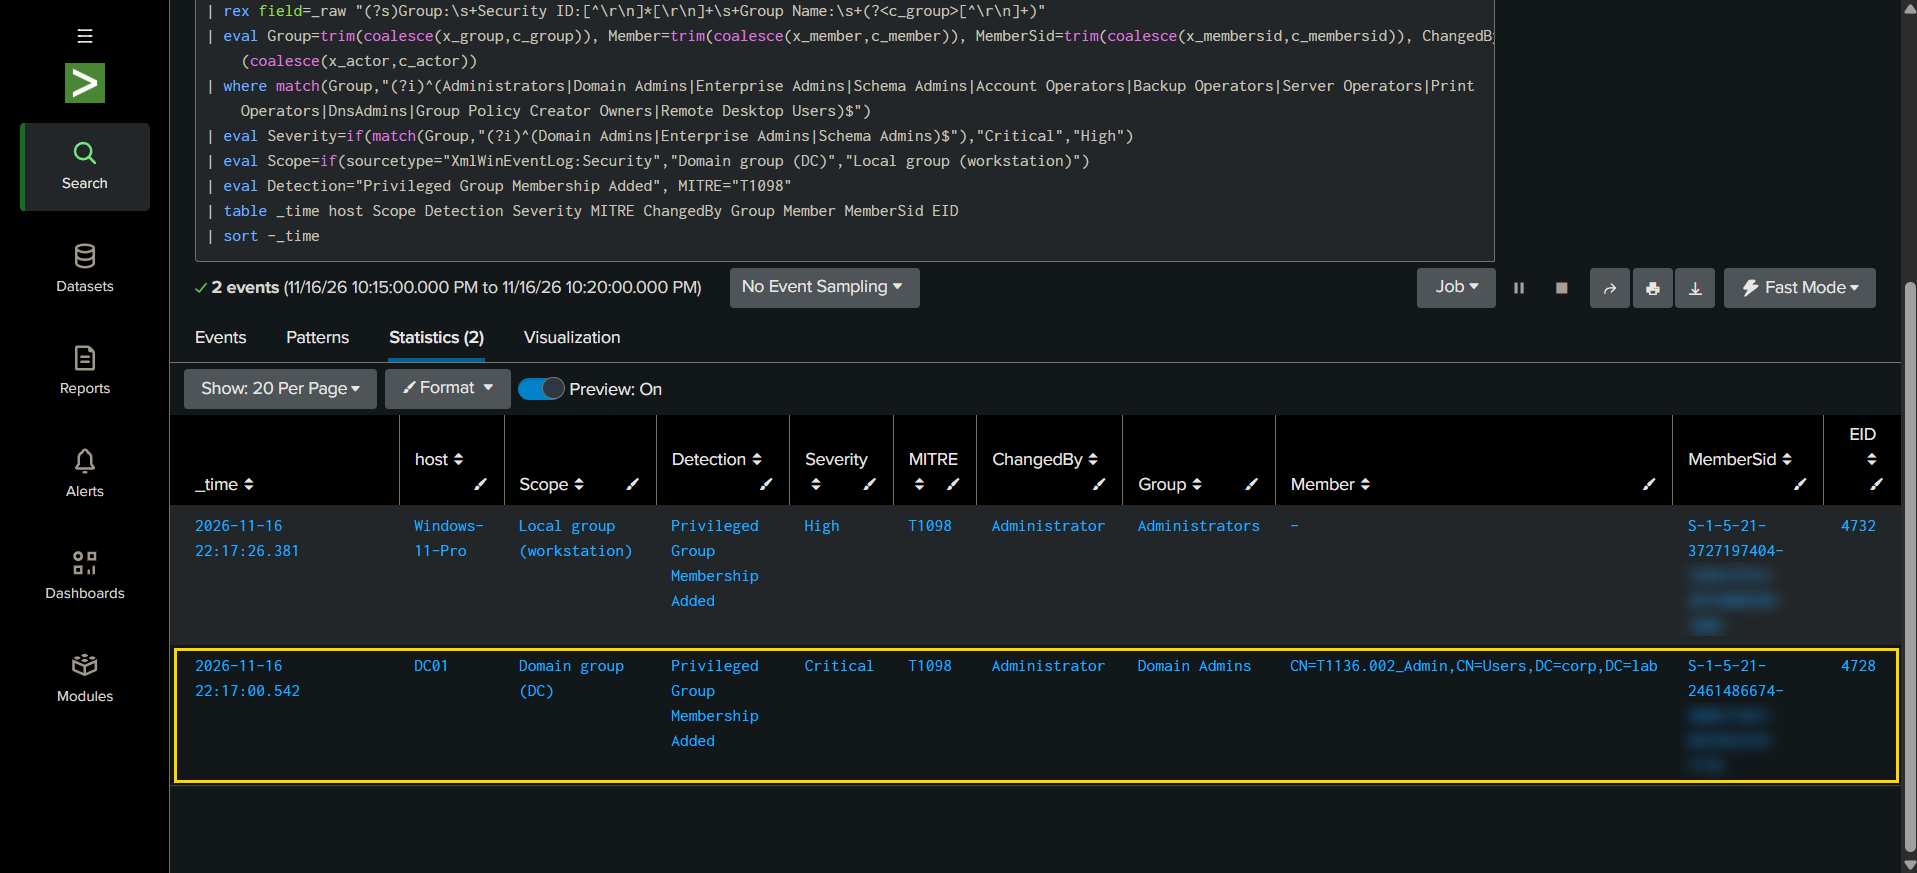 | rex field=_raw "(?s)Group:\s+Security ID:[^\r\n]*[\r\n]+\s+Group Name:\s+(?<c_group>[^\r\n]+)"
| eval Group=trim(coalesce(x_group,c_group)), Member=trim(coalesce(x_member,c_member)), MemberSid=trim(coalesce(x_membersid,c_membersid)), ChangedBy
(coalesce(x_actor,c_actor))
| where match(Group,"(?i)^(Administrators|Domain Admins|Enterprise Admins|Schema Admins|Account Operators|Backup Operators|Server Operators|Print
Operators|DnsAdmins|Group Policy Creator Owners|Remote Desktop Users)$")
| eval Severity=if(match(Group,"(?i)^(Domain Admins|Enterprise Admins|Schema Admins)$"),"Critical","High")
| eval Scope=if(sourcetype="XmlWinEventLog:Security","Domain group (DC)","Local group (workstation)")
| eval Detection="Privileged Group Membership Added", MITRE="T1098"
| table _time host Scope Detection Severity MITRE ChangedBy Group Member MemberSid EID
| sort -_time
Search
Datasets
Reports
Alerts
Dashboards
Modules
2 events (11/16/26 10:15:00.000 PM to 11/16/26 10:20:00.000 PM)
No Event Sampling
Job
Fast Mode
Events
Patterns
Statistics (2)
Visualization
Show: 20 Per Page
Format
Preview: On
_time
host
Scope
Detection
Severity
MITRE
ChangedBy
Group
Member
MemberSid
EID
2026-11-16
22:17:26.381
Windows-
11-Pro
Local group
(workstation)
Privileged
Group
Membership
Added
High
T1098
Administrator
Administrators
-
S-1-5-21-
3727197404-
4732
2026-11-16
22:17:00.542
DC01
Domain group
(DC)
Privileged
Group
Membership
Added
Critical
T1098
Administrator
Domain Admins
CN=T1136.002_Admin,CN=Users,DC=corp,DC=lab
S-1-5-21-
2461486674-
4728